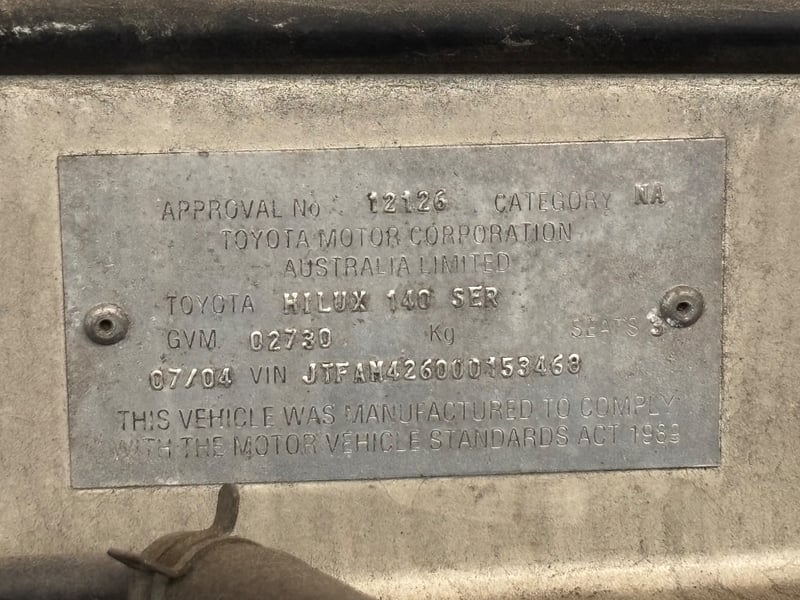 APPROVAL No 12126 CATEGORY NA
TOYOTA MOTOR CORPORATION
AUSTRALIA LIMITED
TOYOTA HILUX 140 SER
GVM 02730 Kg SEATS 3
07/04 VIN JTFAM426000153468
THIS VEHICLE WAS MANUFACTURED TO COMPLY
WITH THE MOTOR VEHICLE STANDARDS ACT 1989